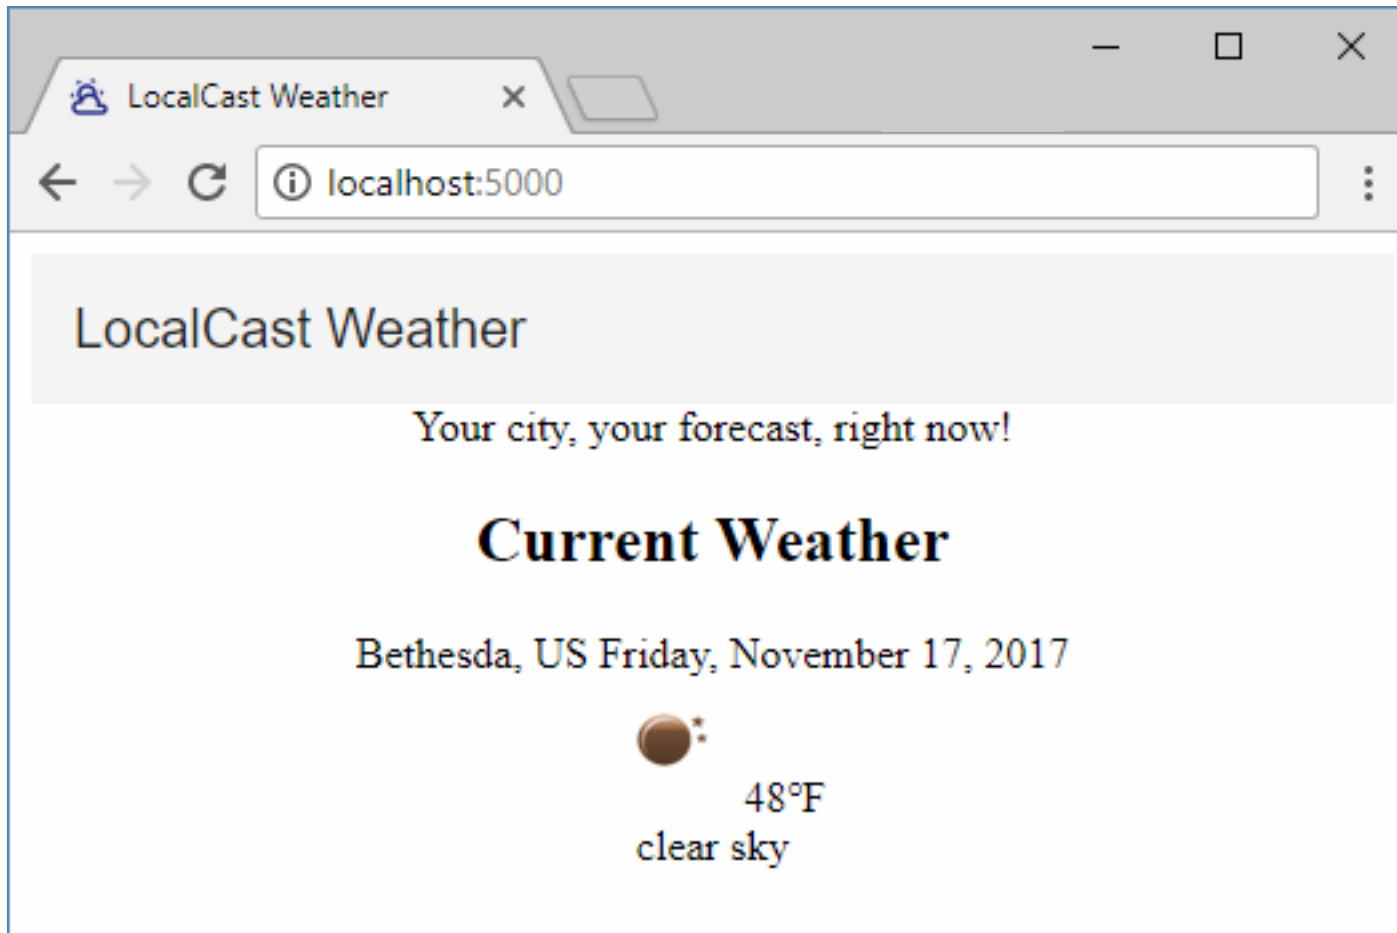 LocalCast Weather
localhost:5000
LocalCast Weather
Your city, your forecast, right now!
Current Weather
Bethesda, US Friday, November 17, 2017
48°F
clear sky